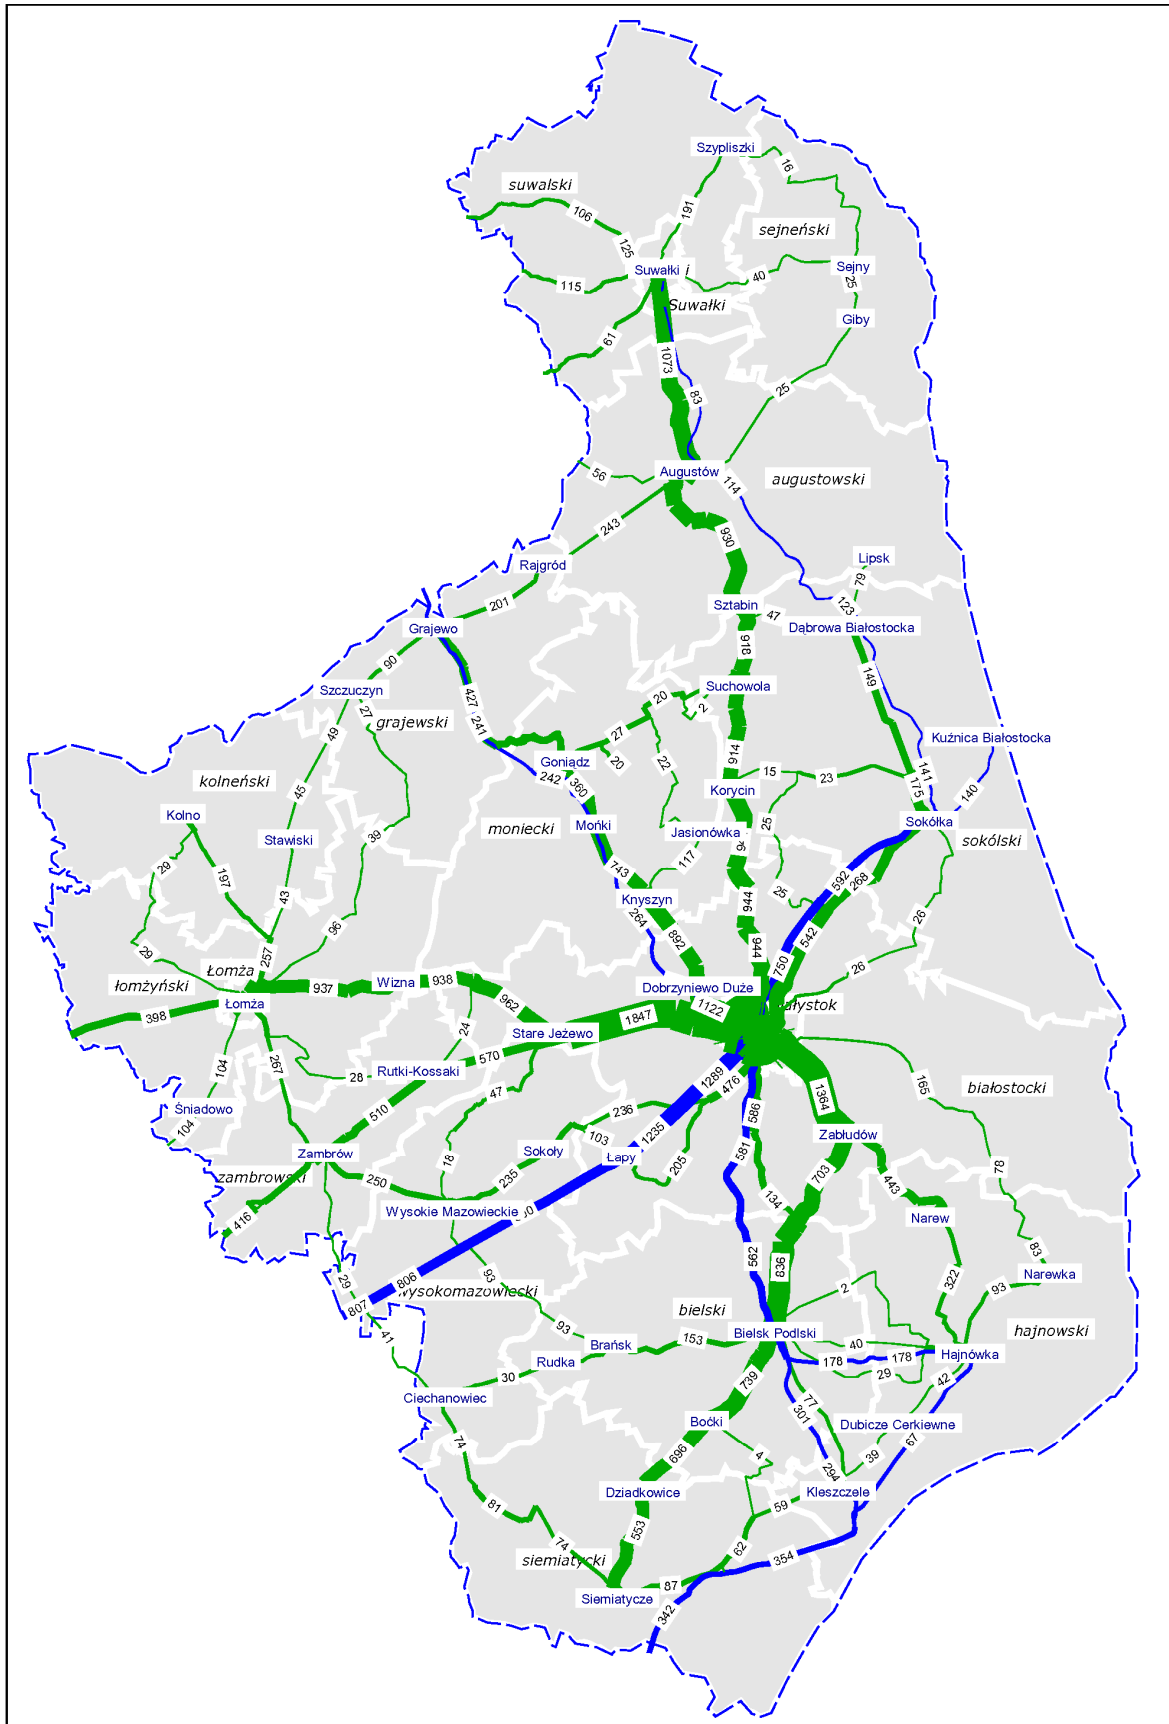 Szypliszki
16
suwalski
106
191
sejneński
125
Suwałki
i
40
Sejny
25
115
Suwałki
Giby
61
1073
83
25
56
Augustów
114
augustowski
243
930
Rajgród
Lipsk
79
201
Sztabin
47
123
Grajewo
Dąbrowa Białostocka
90
918
149
Szczuczyn
27
427
20
Suchowola
2
grajewski
241
27
49
Kuźnica Białostocka
914
20
22
Goniądz
242
15
23
141
175
140
kolneński
45
360
Korycin
Kolno
moniecki
Mońki
Jasionówka
25
Sokółka
sokólski
Stawiski
39
94
117
29
197
743
592
268
43
Knyszyn
25
944
96
264
26
542
29
257
892
944
750
26
Łomża
łomżyński
937
Wizna
938
Dobrzyniewo Duże
Łomża
962
1122
ałystok
398
1847
24
Stare Jeżewo
267
570
104
28
Rutki-Kossaki
1289
476
165
białostocki
47
1364
Śniadowo
510
236
586
104
103
1235
Zabłudów
Zambrów
18
Sokoły
Łapy
581
78
zambrowski
250
235
205
703
443
134
416
Wysokie Mazowieckie
0
Narew
83
562
836
29
806
93
322
Narewka
93
807
wysokomazowiecki
2
bielski
41
93
Bielsk Podlski
hajnowski
Brańsk
153
40
Rudka
178
178
Hajnówka
30
29
42
Ciechanowiec
739
77
301
Boćki
Dubicze Cerkiewne
67
74
696
4
39
294
81
Dziadkowice
Kleszczele
59
553
74
62
siemiatycki
354
87
Siemiatycze
342